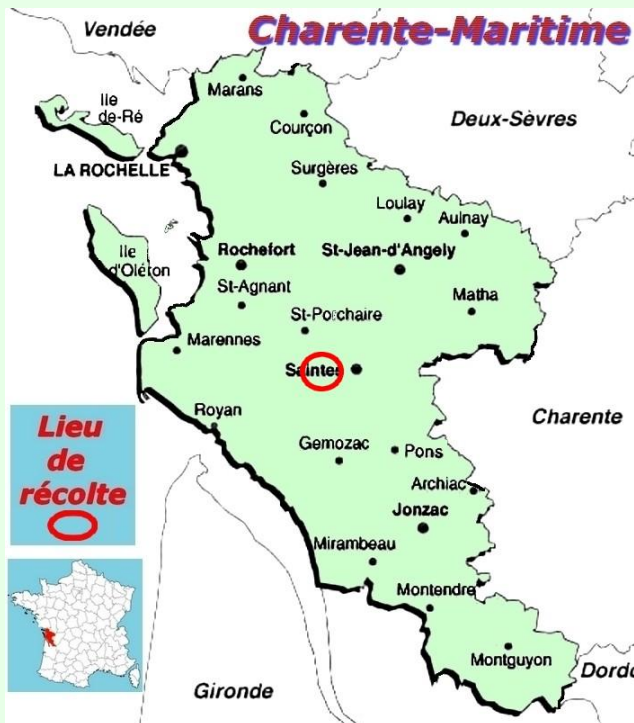 Charente-Maritime
Vendée
Marans
Ile
de-Ré
Courçon
Deux-Sèvres
LA ROCHELLE
Surgères
Loulay
Aulnay
Ile
d'Oléron
Rochefort
St-Jean-d'Angely
St-Agnant
Matha
St-Porchaire
Marennes
Saintes
Royan
Charente
Lieu
de
récolte
Gemozac
Pons
Archiac
Jonzac
Mirambeau
Montendre
Montguyon
Dordo
Gironde